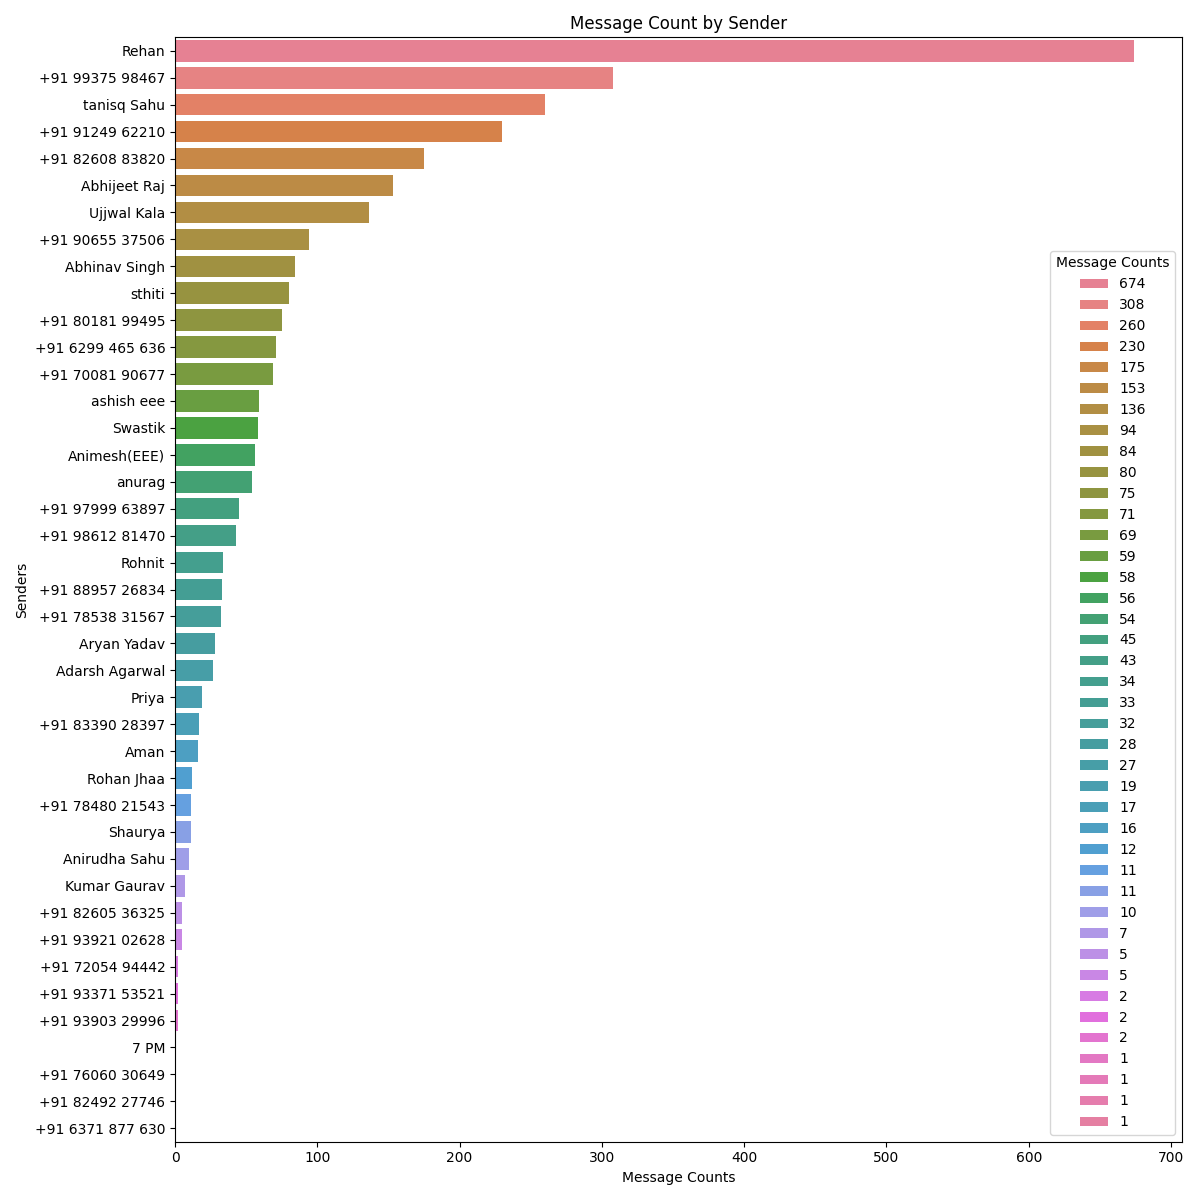 Message Count by Sender
Rehan
+91 99375 98467
tanisq Sahu
+91 91249 62210
+91 82608 83820
Abhijeet Raj
Ujjwal Kala
+91 90655 37506
Abhinav Singh
sthiti
+91 80181 99495
+91 6299 465 636
+91 70081 90677
ashish eee
Swastik
Animesh(EEE)
anurag
+91 97999 63897
+91 98612 81470
Rohnit
+91 88957 26834
+91 78538 31567
Aryan Yadav
Adarsh Agarwal
Priya
+91 83390 28397
Aman
Rohan Jhaa
+91 78480 21543
Shaurya
Anirudha Sahu
Kumar Gaurav
+91 82605 36325
+91 93921 02628
+91 72054 94442
+91 93371 53521
+91 93903 29996
7 PM
+91 76060 30649
+91 82492 27746
+91 6371 877 630
Senders
Message Counts
674
308
260
230
175
153
136
94
84
80
75
71
69
59
58
56
54
45
43
34
33
32
28
27
19
17
16
12
11
11
10
7
5
5
2
2
2
1
1
1
1
0 100 200 300 400 500 600 700
Message Counts